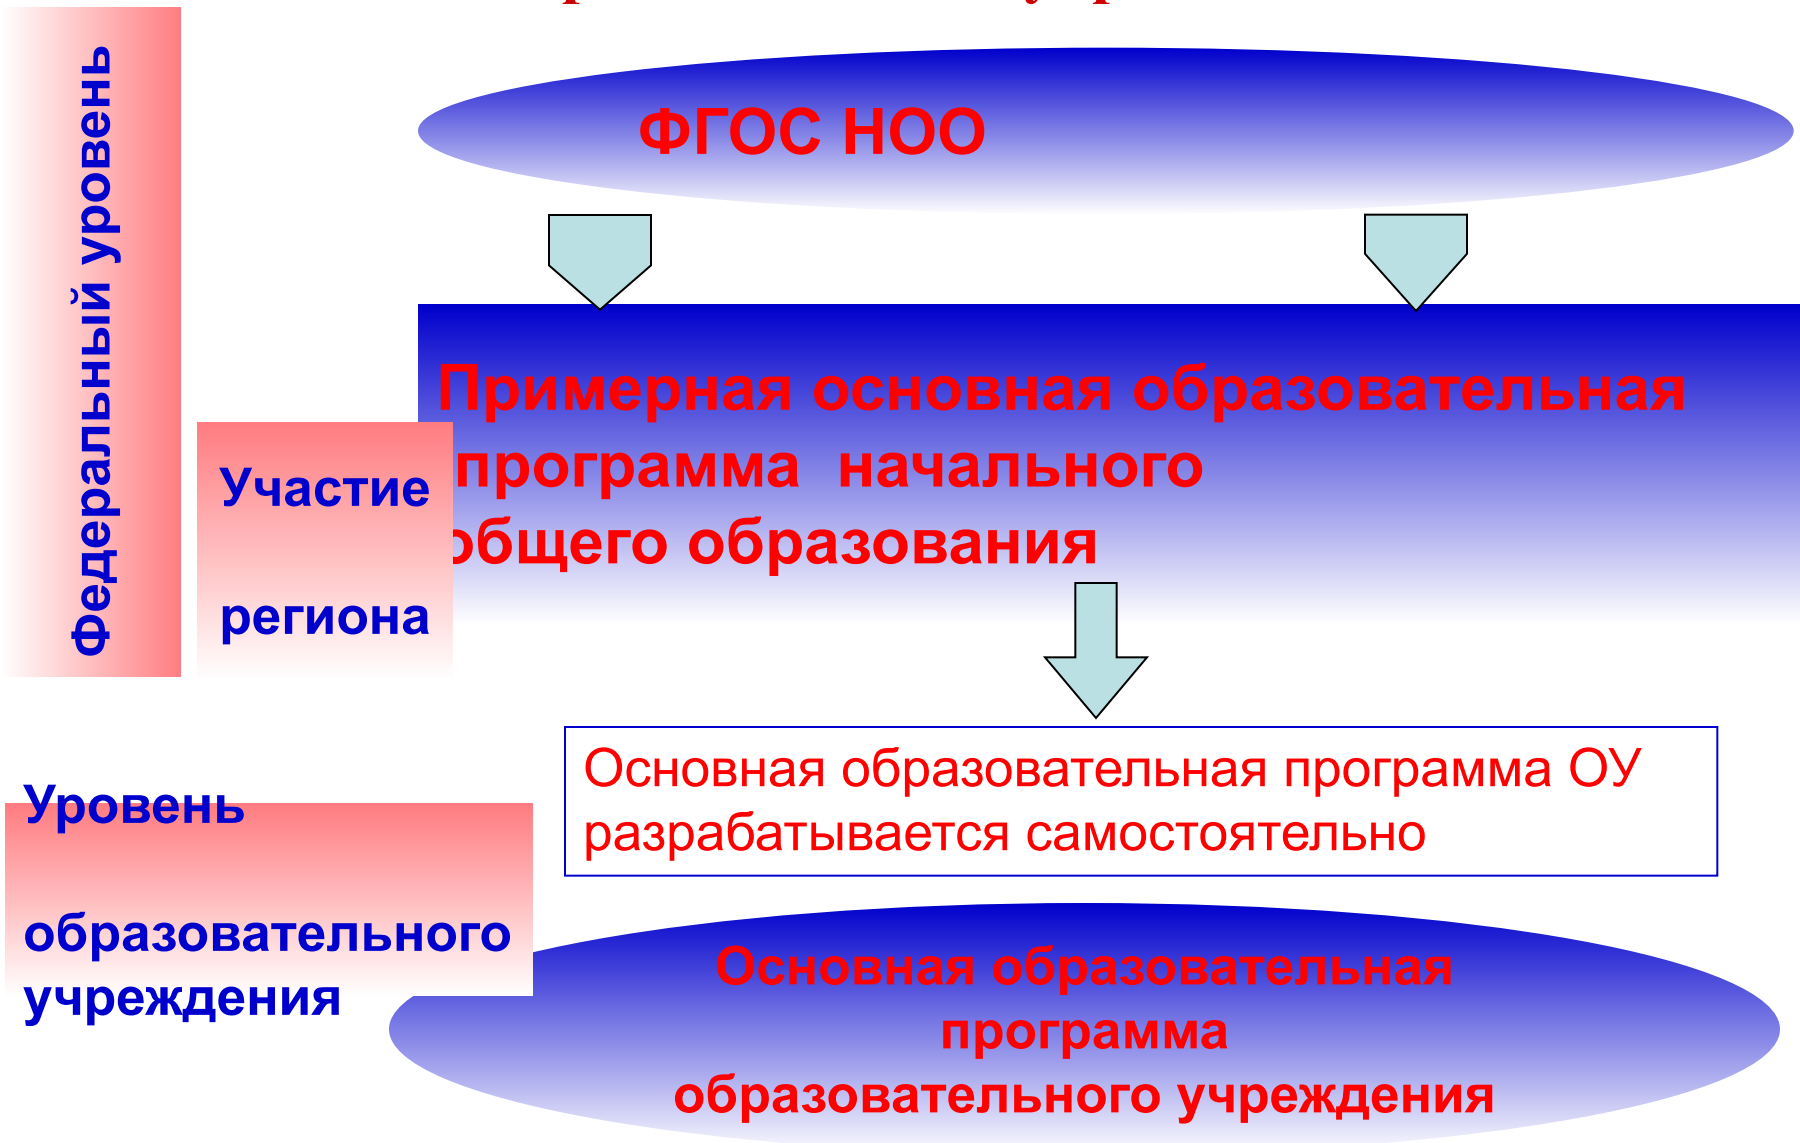 Федеральный уровень
ФГОС НОО
Примерная основная образовательная
программа начального
общего образования
Участие
региона
Основная образовательная программа ОУ
разрабатывается самостоятельно
Уровень
образовательного
учреждения
Основная образовательная
программа
образовательного учреждения